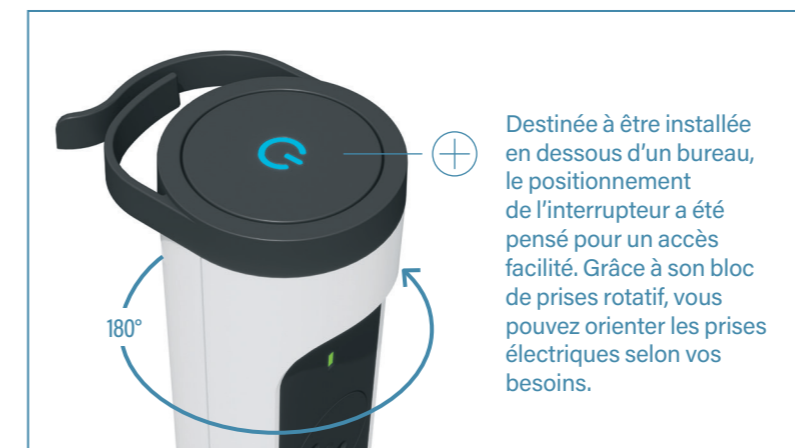 Destinée à être installée
en dessous d’un bureau,
le positionnement
de l’interrupteur a été
pensé pour un accès
facilité. Grâce à son bloc
de prises rotatif, vous
pouvez orienter les prises
électriques selon vos
besoins.
180°